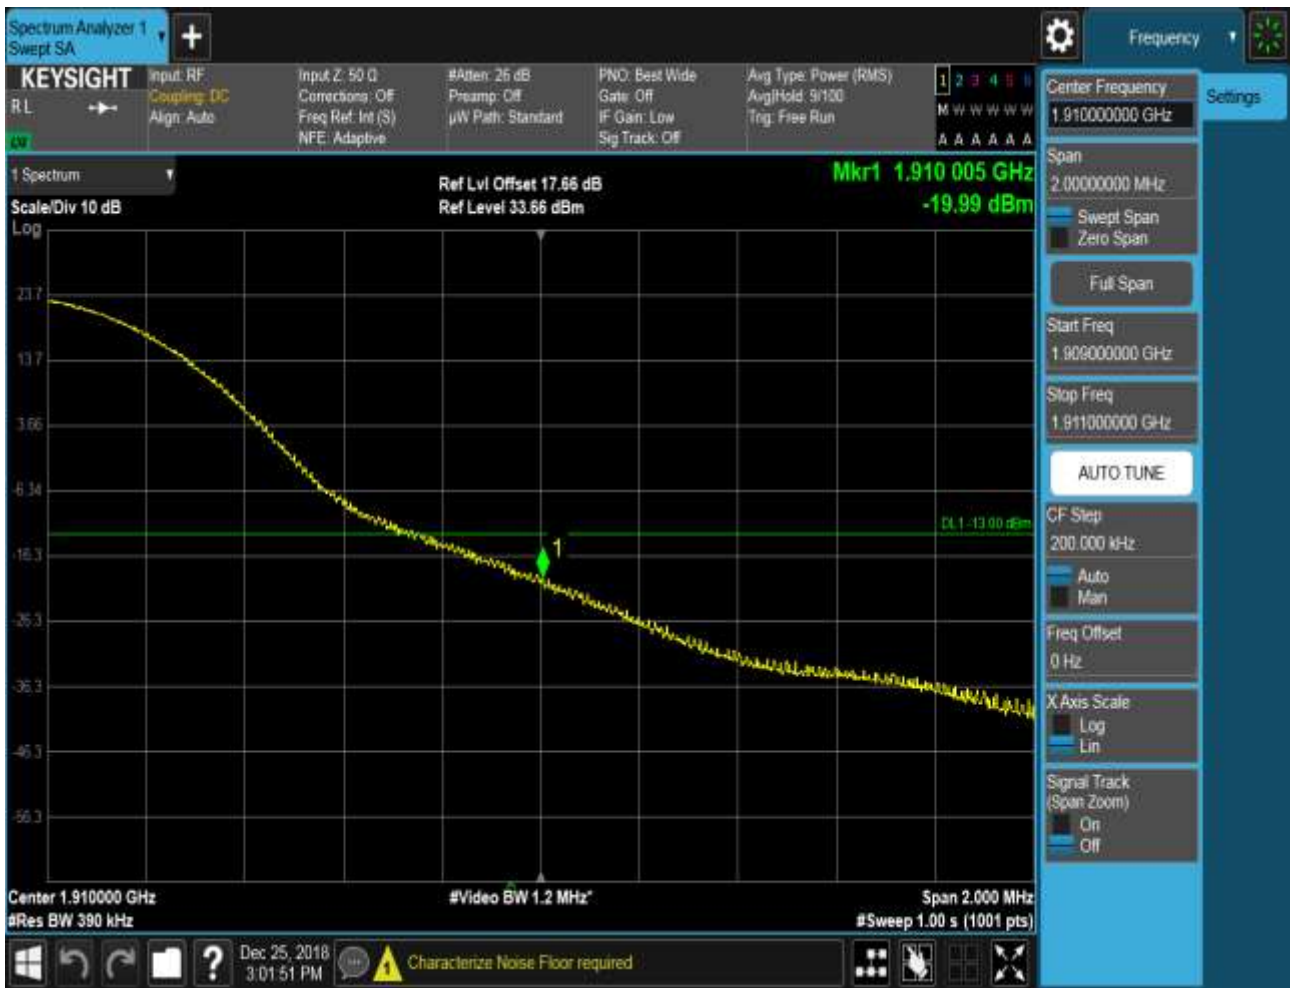 Spectrum Analyzer 1
Swept SA
Frequency
KEYSIGHT
R L
Input: RF
Coupling: DC
Align: Auto
Input Z: 50 Ω
Corrections: Off
Freq Ref: Int (S)
NFE: Adaptive
#Atten: 26 dB
Preamp: Off
µW Path: Standard
PNO: Best Wide
Gate: Off
IF Gain: Low
Sig Track: Off
Avg Type: Power (RMS)
Avg|Hold: 9/100
Trig: Free Run
1 2 3 4 5 6
M W W W W W
A A A A A A
1 Spectrum
Scale/Div 10 dB
Log
Ref Lvl Offset 17.66 dB
Ref Level 33.66 dBm
Mkr1 1.910 005 GHz
-19.99 dBm
23.7
13.7
3.66
-6.34
-16.3
-26.3
-36.3
-46.3
-56.3
DL1 -13.00 dBm
1
Center 1.910000 GHz
#Res BW 390 kHz
#Video BW 1.2 MHz*
Span 2.000 MHz
#Sweep 1.00 s (1001 pts)
Center Frequency
1.910000000 GHz
Settings
Span
2.00000000 MHz
Swept Span
Zero Span
Full Span
Start Freq
1.909000000 GHz
Stop Freq
1.911000000 GHz
AUTO TUNE
CF Step
200.000 kHz
Auto
Man
Freq Offset
0 Hz
X Axis Scale
Log
Lin
Signal Track
(Span Zoom)
On
Off
?
Dec 25, 2018
3:01:51 PM
1
Characterize Noise Floor required